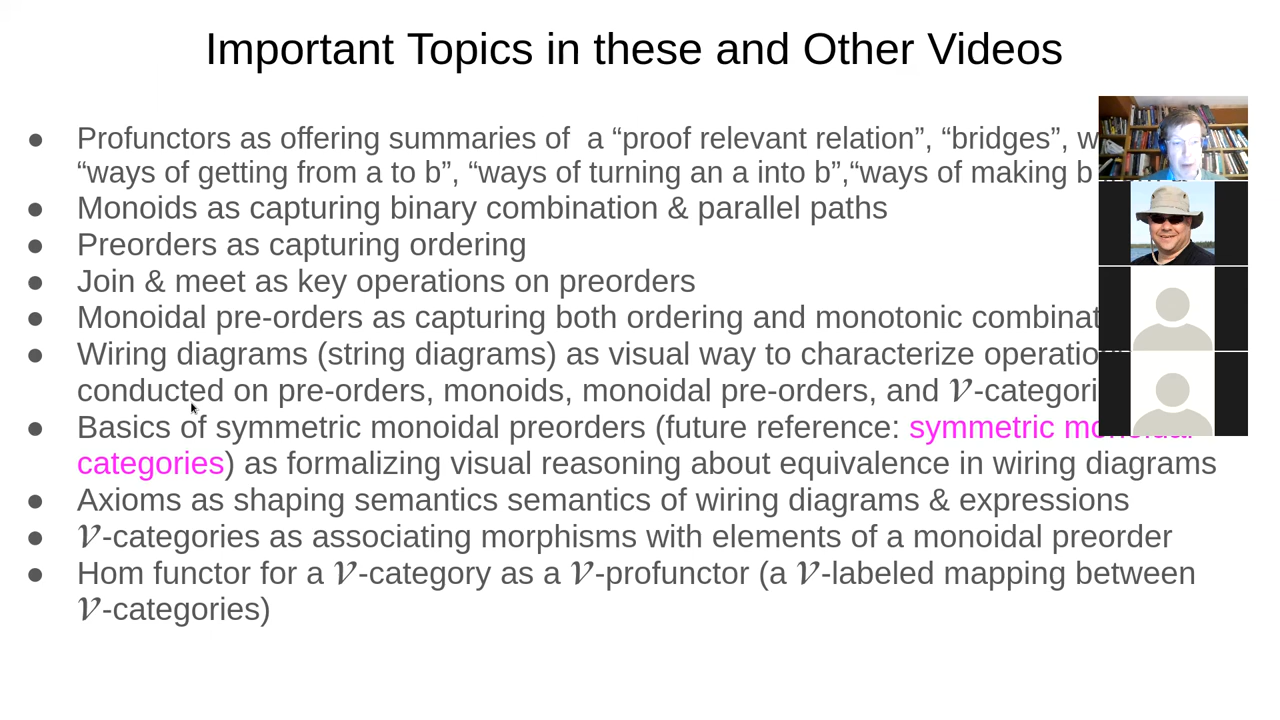 Important Topics in these and Other Videos
● Profunctors as offering summaries of a “proof relevant relation”, “bridges”,
“ways of getting from a to b”, “ways of turning an a into b”,“ways of making b
● Monoids as capturing binary combination & parallel paths
● Preorders as capturing ordering
● Join & meet as key operations on preorders
● Monoidal pre-orders as capturing both ordering and monotonic
● Wiring diagrams (string diagrams) as visual way to characterize
conducted on pre-orders, monoids, monoidal pre-orders, and
● Basics of symmetric monoidal preorders (future reference: symmetric monoidal
categories) as formalizing visual reasoning about equivalence in wiring diagrams
● Axioms as shaping semantics semantics of wiring diagrams & expressions
● 𝒱-categories as associating morphisms with elements of a monoidal preorder
● Hom functor for a 𝒱-category as a 𝒱-profunctor (a 𝒱-labeled mapping between
𝒱-categories)